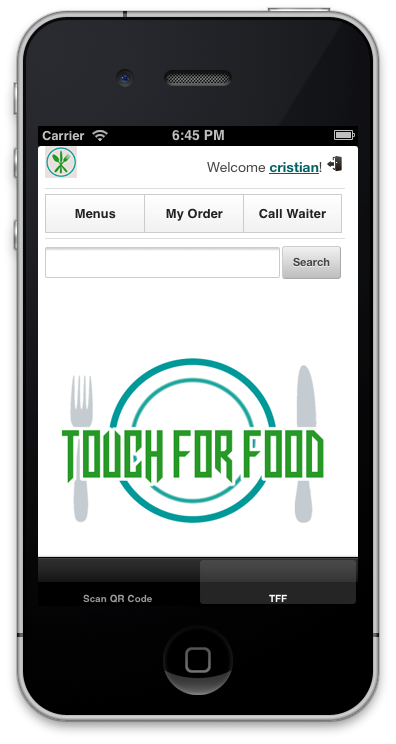 Carrier 6:45 PM
Welcome cristian!
Menus My Order Call Waiter
Search
TOUCH FOR FOOD
Scan QR Code TFF